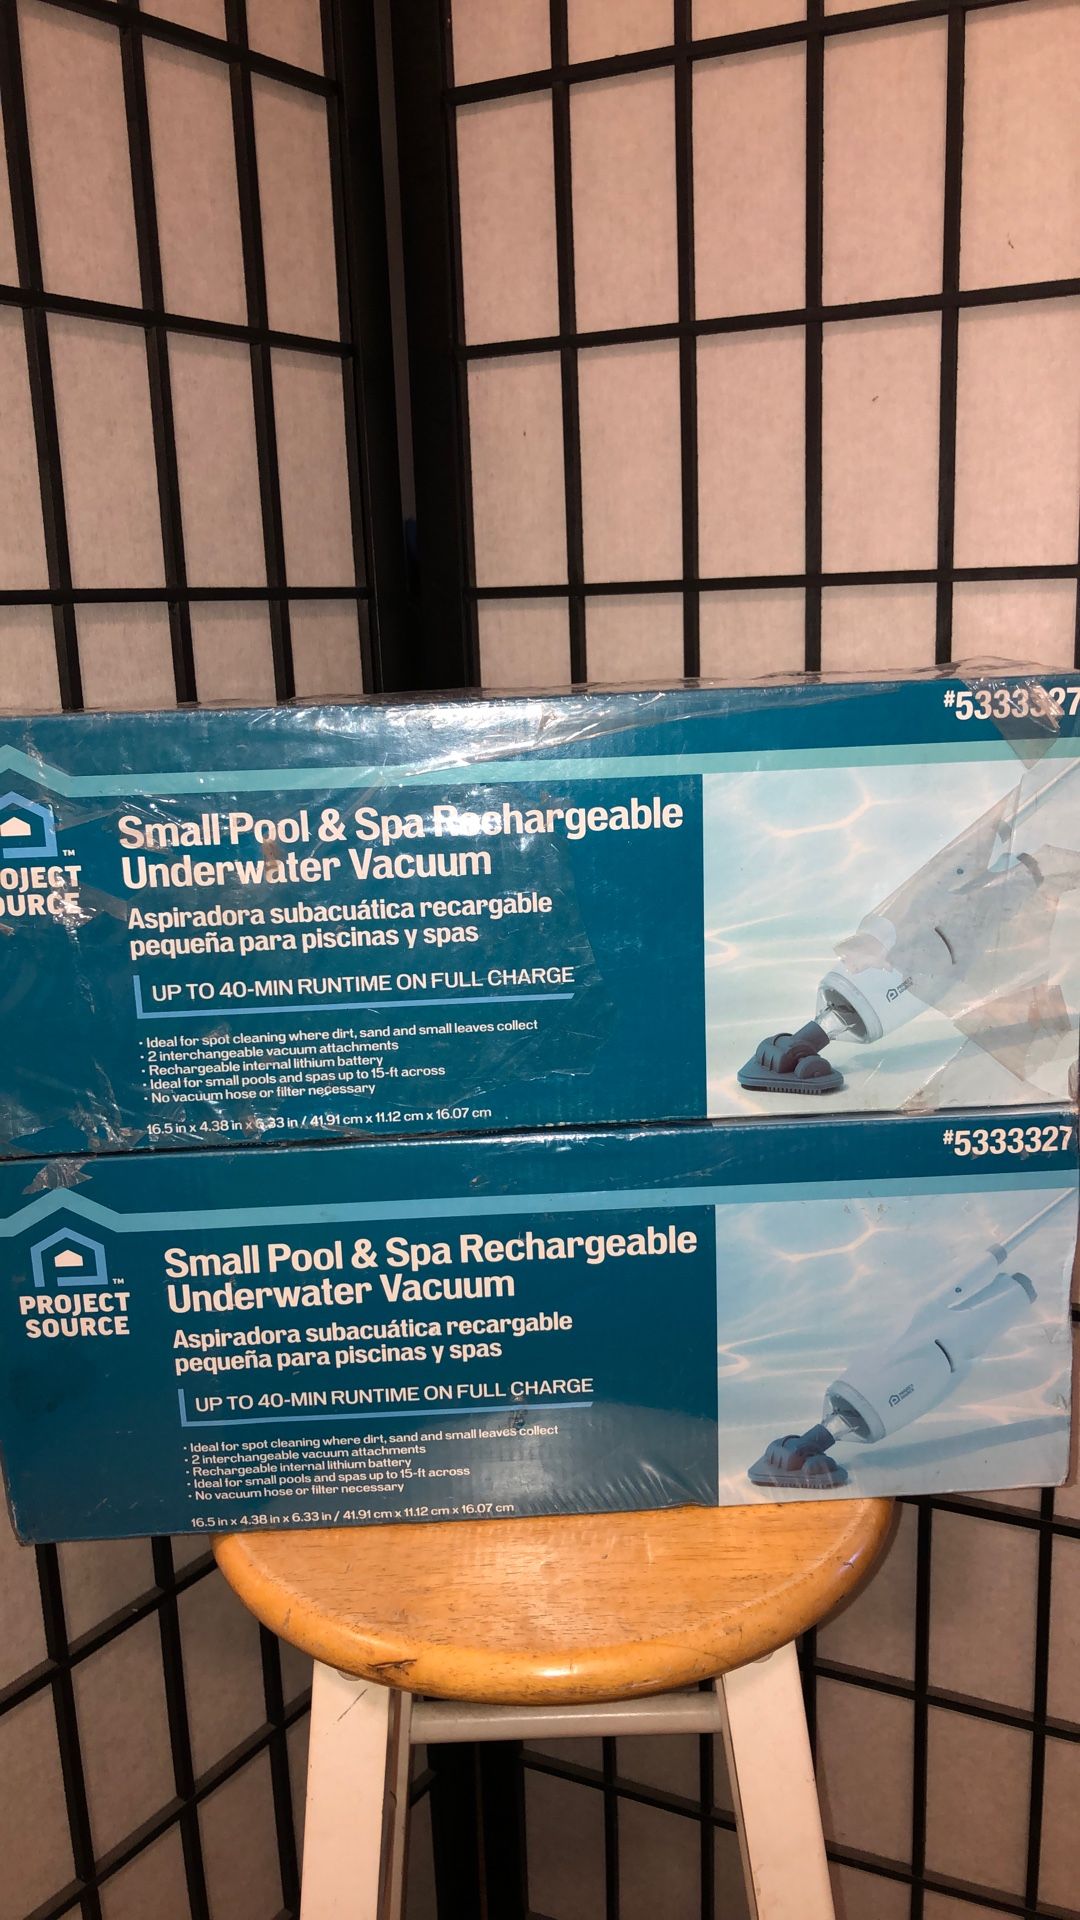 #5333327
Small Pool & Spa Rechargeable
Underwater Vacuum
Aspiradora subacuática recargable
pequeña para piscinas y spas
UP TO 40-MIN RUNTIME ON FULL CHARGE
• Ideal for spot cleaning where dirt, sand and small leaves collect
• 2 interchangeable vacuum attachments
• Rechargeable internal lithium battery
• Ideal for small pools and spas up to 15-ft across
• No vacuum hose or filter necessary
16.5 in x 4.38 in x 6.33 in / 41.91 cm x 11.12 cm x 16.07 cm
TM
OJECT
OURCE
#5333327
Small Pool & Spa Rechargeable
Underwater Vacuum
Aspiradora subacuática recargable
pequeña para piscinas y spas
UP TO 40-MIN RUNTIME ON FULL CHARGE
• Ideal for spot cleaning where dirt, sand and small leaves collect
• 2 interchangeable vacuum attachments
• Rechargeable internal lithium battery
• Ideal for small pools and spas up to 15-ft across
• No vacuum hose or filter necessary
16.5 in x 4.38 in x 6.33 in / 41.91 cm x 11.12 cm x 16.07 cm
TM
PROJECT
SOURCE